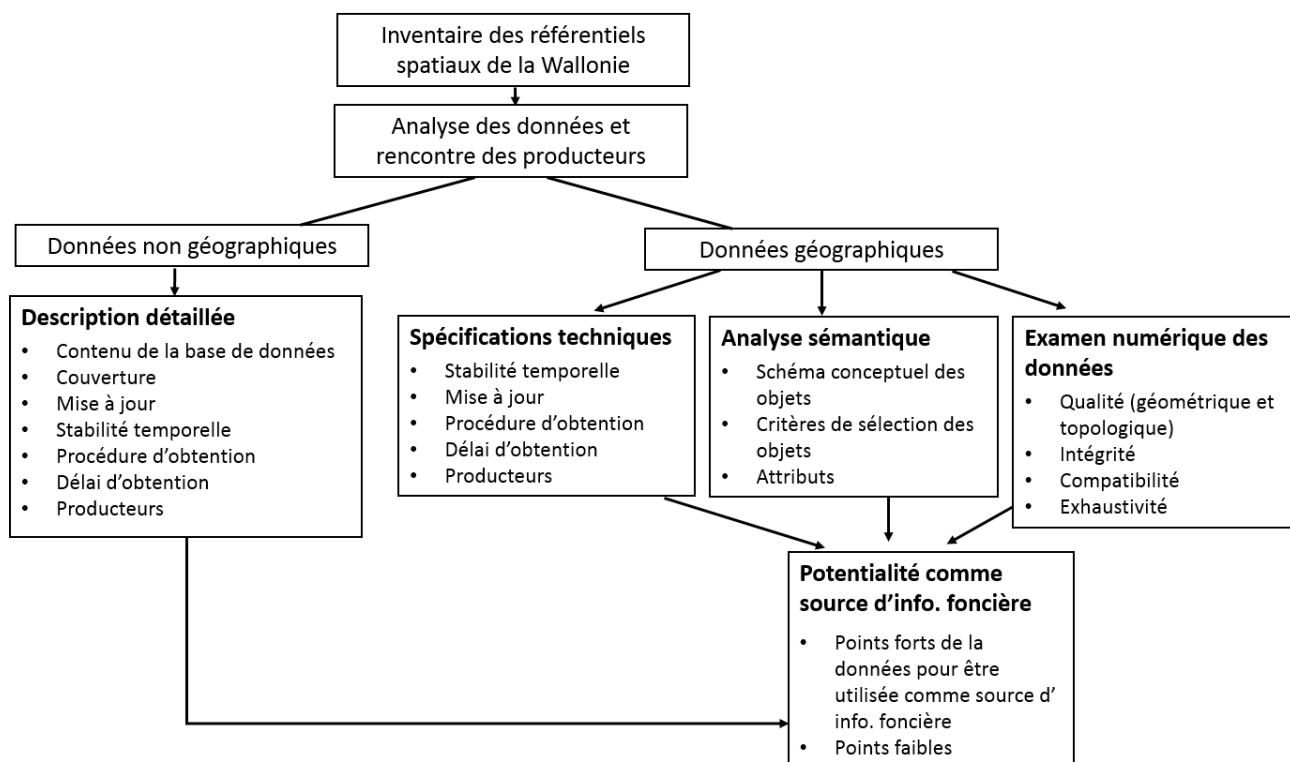 Inventaire des référentiels
spatiaux de la Wallonie
Analyse des données et
rencontre des producteurs
Données non géographiques
Données géographiques
Description détaillée
• Contenu de la base de données
• Couverture
• Mise à jour
• Stabilité temporelle
• Procédure d'obtention
• Délai d'obtention
• Producteurs
Spécifications techniques
• Stabilité temporelle
• Mise à jour
• Procédure d'obtention
• Délai d'obtention
• Producteurs
Analyse sémantique
• Schéma conceptuel des
objets
• Critères de sélection des
objets
• Attributs
Examen numérique des
données
• Qualité (géométrique et
topologique)
• Intégrité
• Compatibilité
• Exhaustivité
Potentialité comme
source d'info. foncière
• Points forts de la
données pour être
utilisée comme source d'
info. foncière
• Points faibles